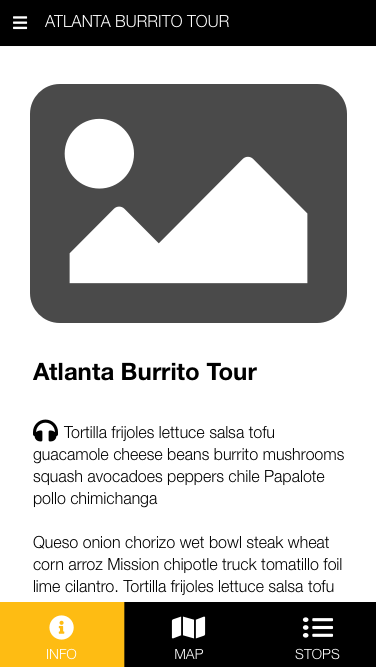 ATLANTA BURRITO TOUR
Atlanta Burrito Tour
Tortilla frijoles lettuce salsa tofu
guacamole cheese beans burrito mushrooms
squash avocadoes peppers chile Papalote
pollo chimichanga
Queso onion chorizo wet bowl steak wheat
corn arroz Mission chipotle truck tomatillo foil
lime cilantro. Tortilla frijoles lettuce salsa tofu
INFO
MAP
STOPS